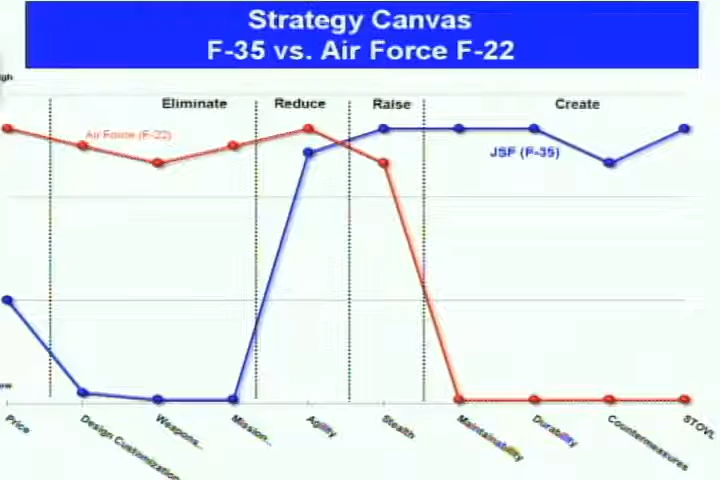 Strategy Canvas
F-35 vs. Air Force F-22
Eliminate
Reduce
Raise
Create
Air Force (F-22)
JSF (F-35)
Price
Design Customization
Weapons...
Mission...
Agility
Stealth
Maintainability
Durability
Countermeasures
STOVL